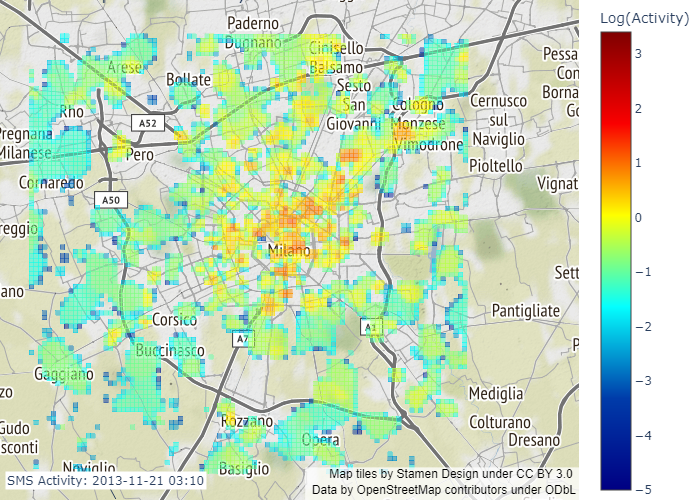 Log(Activity)
3
2
1
0
−1
−2
−3
−4
−5
Paderno
Dugnano
Cinisello
Balsamo
Arese
Bollate
Sesto
San
Giovanni
Cologno
Monzese
Pessa
Con
Borna
Go
Rho
A52
Cernusco
sul
Naviglio
Vimodrone
Pregnana
Milanese
Pero
Pioltello
Cornaredo
Vignat
A50
reggio
Milano
Sett
ano
Pantigliate
Corsico
A7
A1
Buccinasco
P
Gaggiano
zo
Mediglia
Rozzano
Colturano
Gudo
sconti
Opera
Dresano
Noviglio
Basiglio
SMS Activity: 2013-11-21 03:10
Map tiles by Stamen Design under CC BY 3.0
Data by OpenStreetMap contributors under ODbL